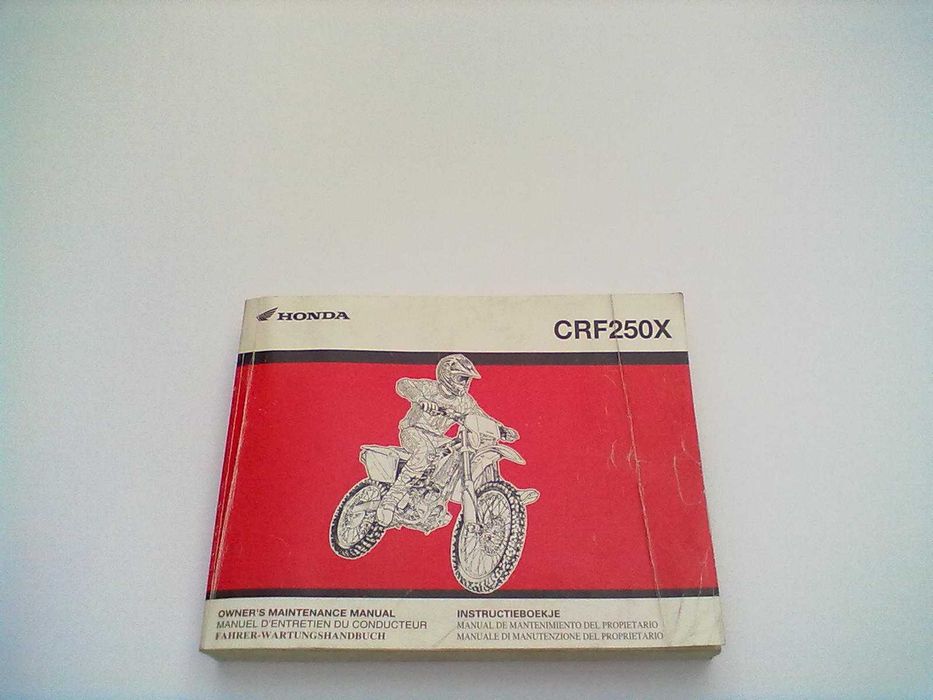 HONDA
CRF250X
OWNER'S MAINTENANCE MANUAL
MANUEL D'ENTRETIEN DU CONDUCTEUR
FAHRER-WARTUNGSHANDBUCH
INSTRUCTIEBOEKJE
MANUAL DE MANTENIMIENTO DEL PROPIETARIO
MANUALE DI MANUTENZIONE DEL PROPRIETARIO